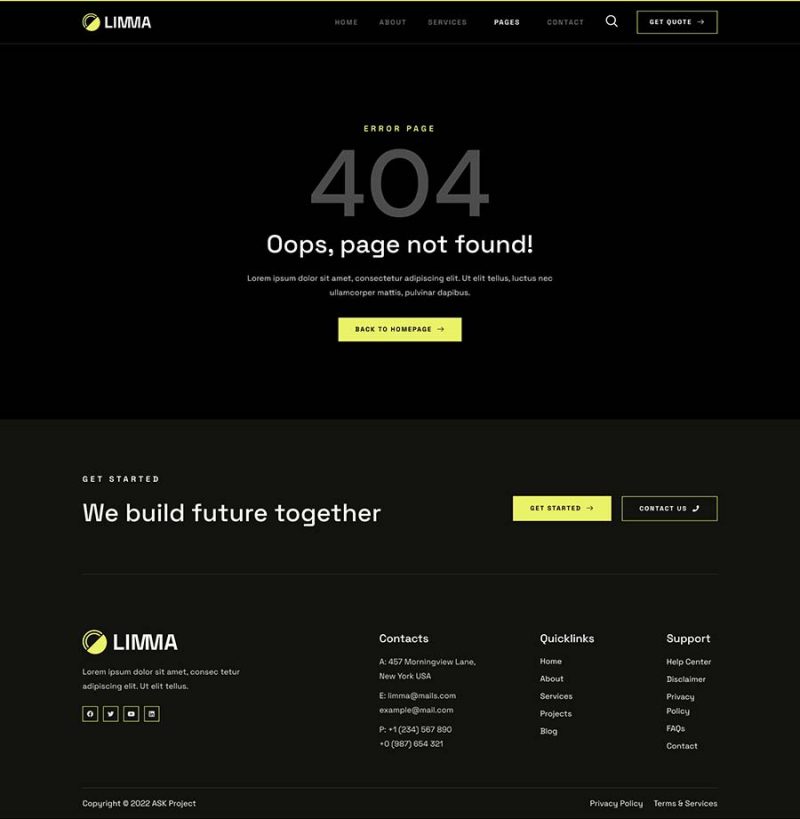 LIMMA
HOME ABOUT SERVICES PAGES CONTACT GET QUOTE
ERROR PAGE
404
Oops, page not found!
Lorem ipsum dolor sit amet, consectetur adipiscing elit. Ut elit tellus, luctus nec
ullamcorper mattis, pulvinar dapibus.
BACK TO HOMEPAGE
GET STARTED
We build future together
GET STARTED CONTACT US
LIMMA
Lorem ipsum dolor sit amet, consec tetur
adipiscing elit. Ut elit tellus.
Contacts
A: 457 Morningview Lane,
New York USA
E: limma@mails.com
example@mail.com
P: +1 (234) 567 890
+0 (987) 654 321
Quicklinks
Home
About
Services
Projects
Blog
Support
Help Center
Disclaimer
Privacy
Policy
FAQs
Contact
Copyright © 2022 ASK Project
Privacy Policy Terms & Services